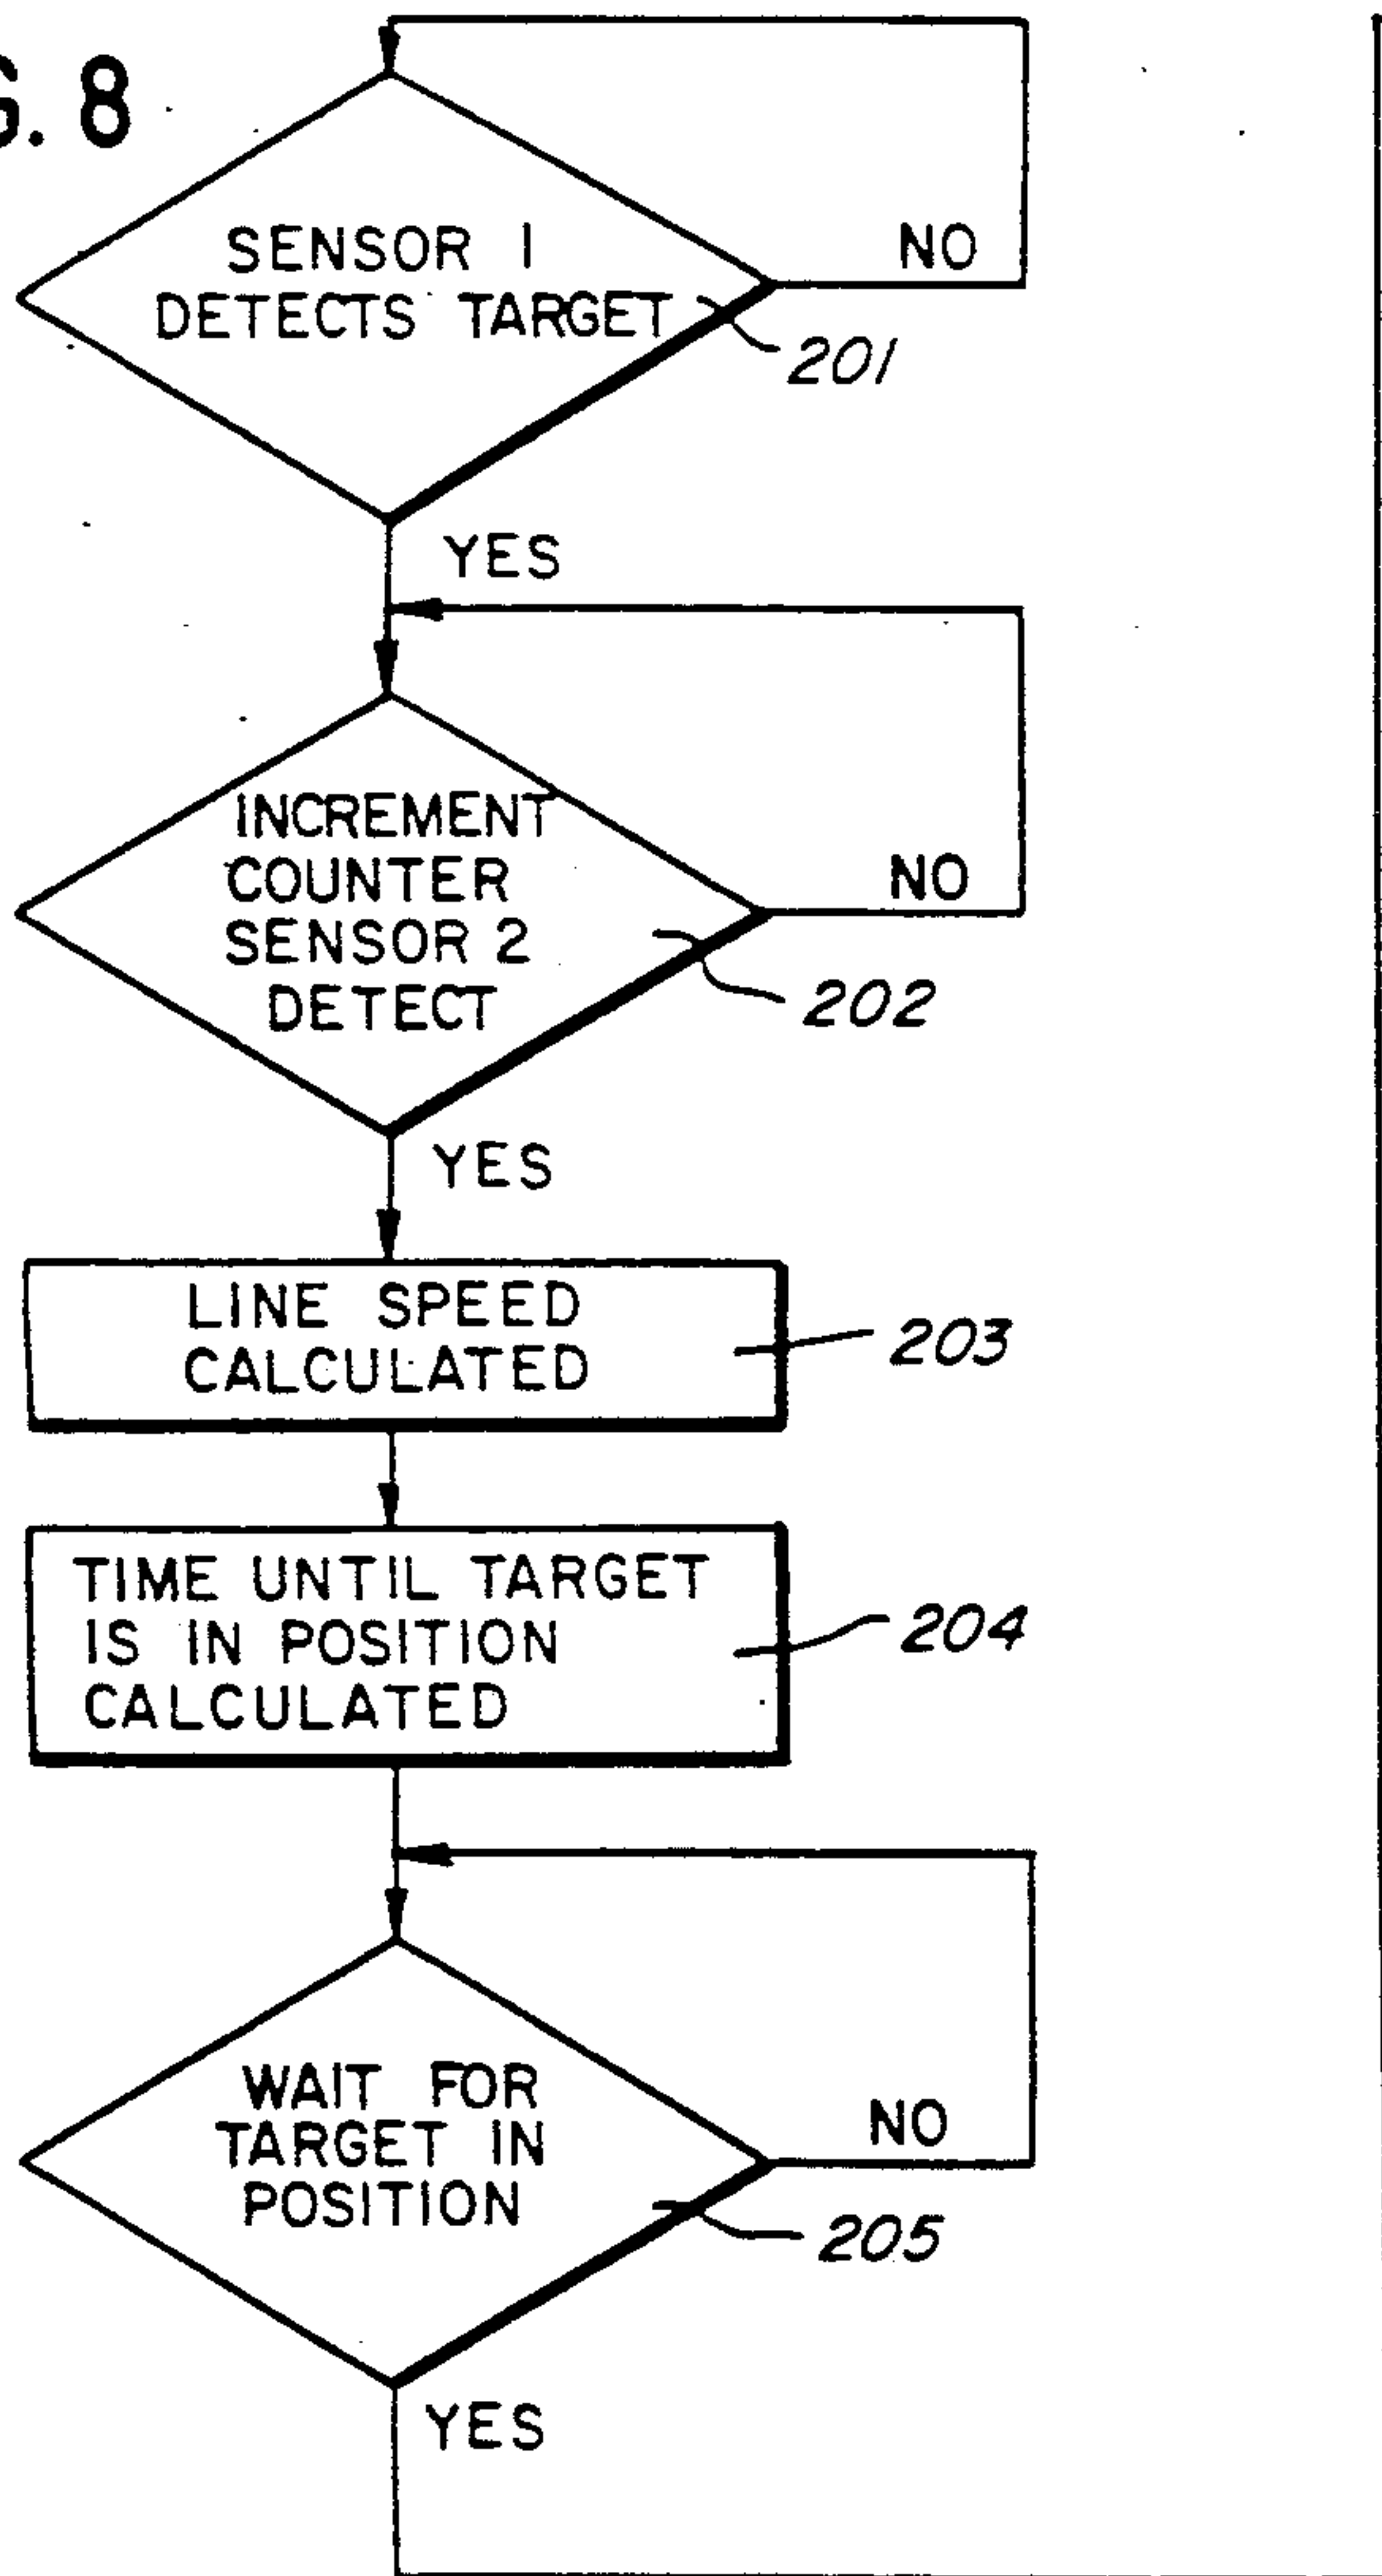 G. 8
SENSOR 1
DETECTS TARGET
NO
201
YES
INCREMENT
COUNTER
SENSOR 2
DETECT
NO
202
YES
LINE SPEED
CALCULATED
203
TIME UNTIL TARGET
IS IN POSITION
CALCULATED
204
WAIT FOR
TARGET IN
POSITION
NO
205
YES